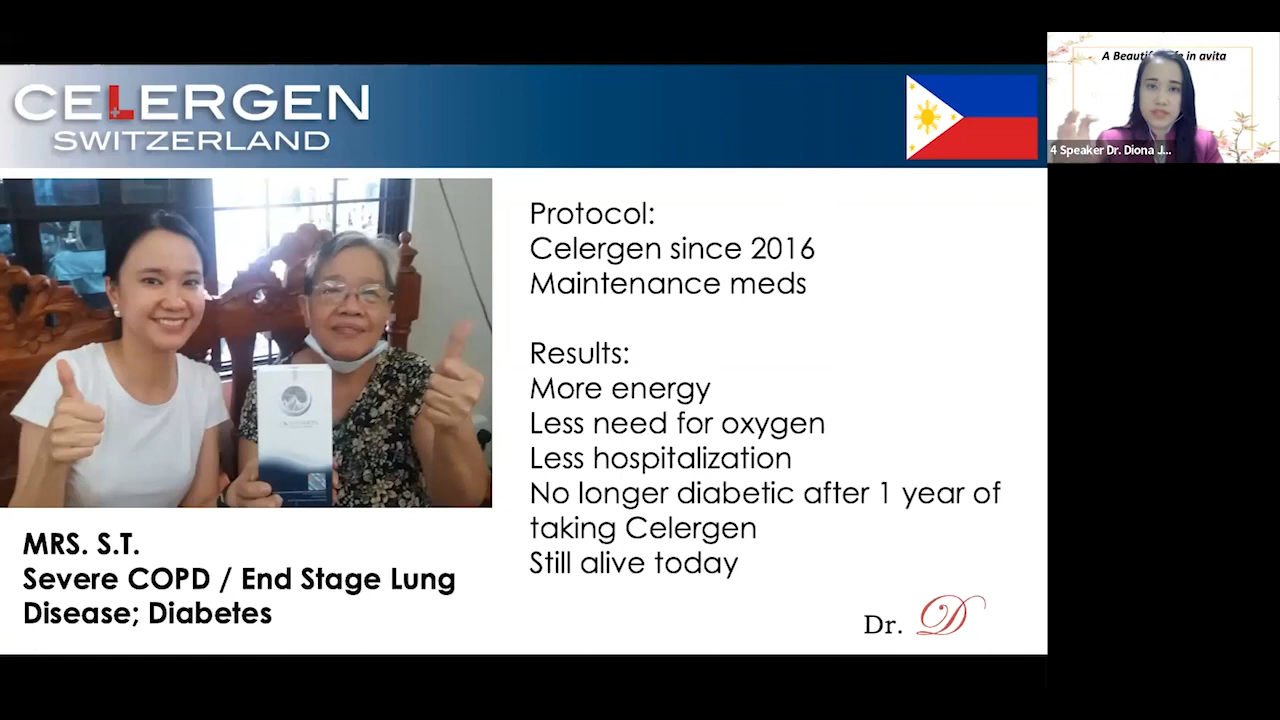 CELERGEN
SWITZERLAND
A Beautif
in avita
4 Speaker Dr. Diona J...
Protocol:
Celergen since 2016
Maintenance meds
Results:
More energy
Less need for oxygen
Less hospitalization
No longer diabetic after 1 year of
taking Celergen
Still alive today
MRS. S.T.
Severe COPD / End Stage Lung
Disease; Diabetes
Dr. D